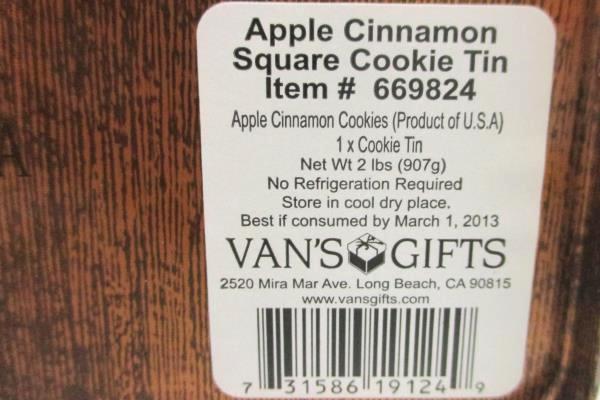 Apple Cinnamon
Square Cookie Tin
Item # 669824
Apple Cinnamon Cookies (Product of U.S.A)
1 x Cookie Tin
Net Wt 2 lbs (907g)
No Refrigeration Required
Store in cool dry place.
Best if consumed by March 1, 2013
VAN'S GIFTS
2520 Mira Mar Ave. Long Beach, CA 90815
www.vansgifts.com
7 31586 19124 9